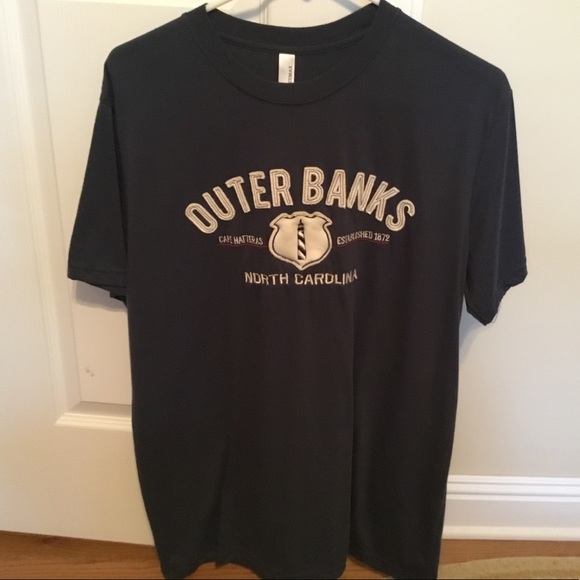 OUTER BANKS
CAPE HATTERAS ESTABLISHED 1872
NORTH CAROLINA